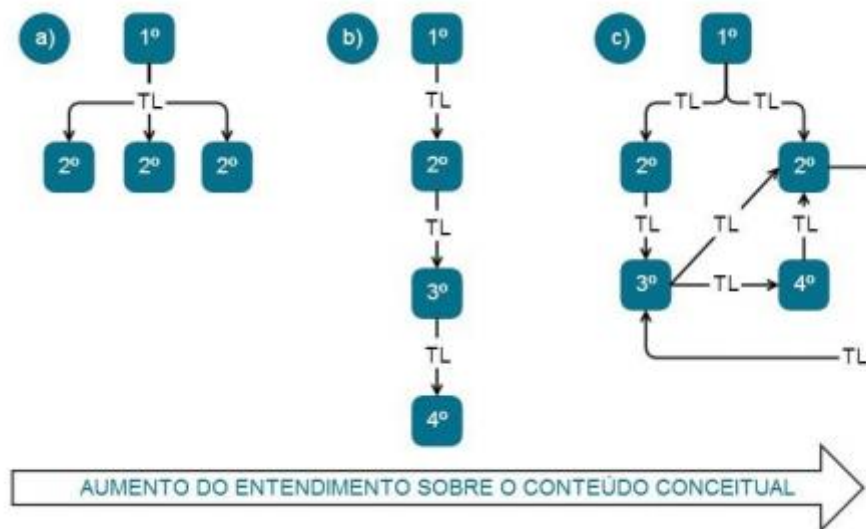 a) 1º b) 1º c) 1º
TL TL TL TL
2º 2º 2º 2º 2º 2º
TL TL TL TL
3º 3º TL 4º
TL TL
4º
AUMENTO DO ENTENDIMENTO SOBRE O CONTEÚDO CONCEITUAL